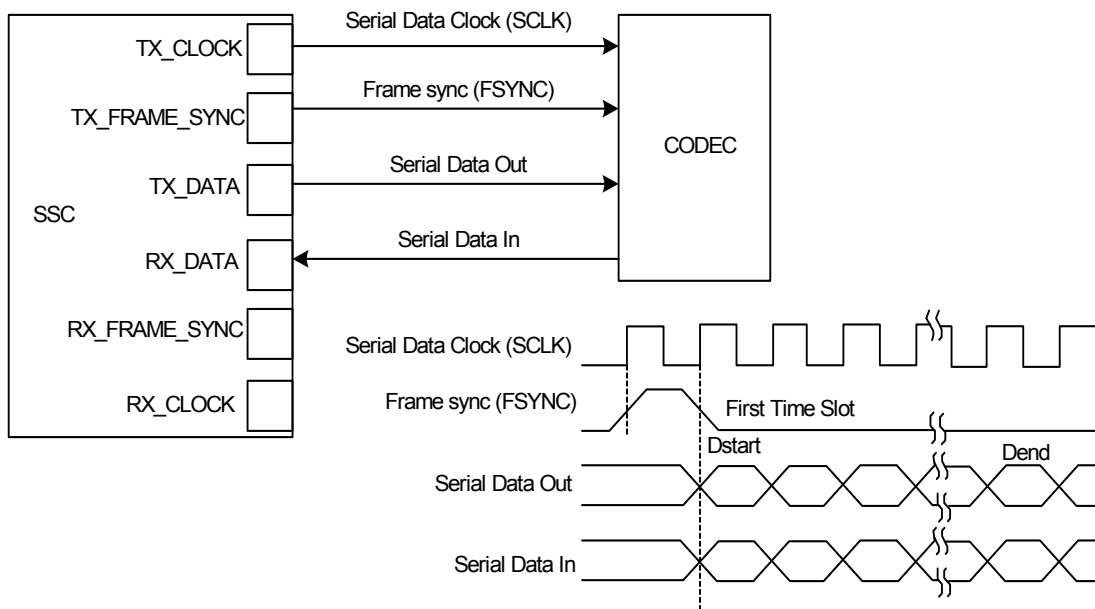 Serial Data Clock (SCLK)
TX_CLOCK
Frame sync (FSYNC)
TX_FRAME_SYNC
CODEC
Serial Data Out
TX_DATA
SSC
Serial Data In
RX_DATA
RX_FRAME_SYNC
Serial Data Clock (SCLK)
RX_CLOCK
Frame sync (FSYNC)
First Time Slot
Dstart
Dend
Serial Data Out
Serial Data In